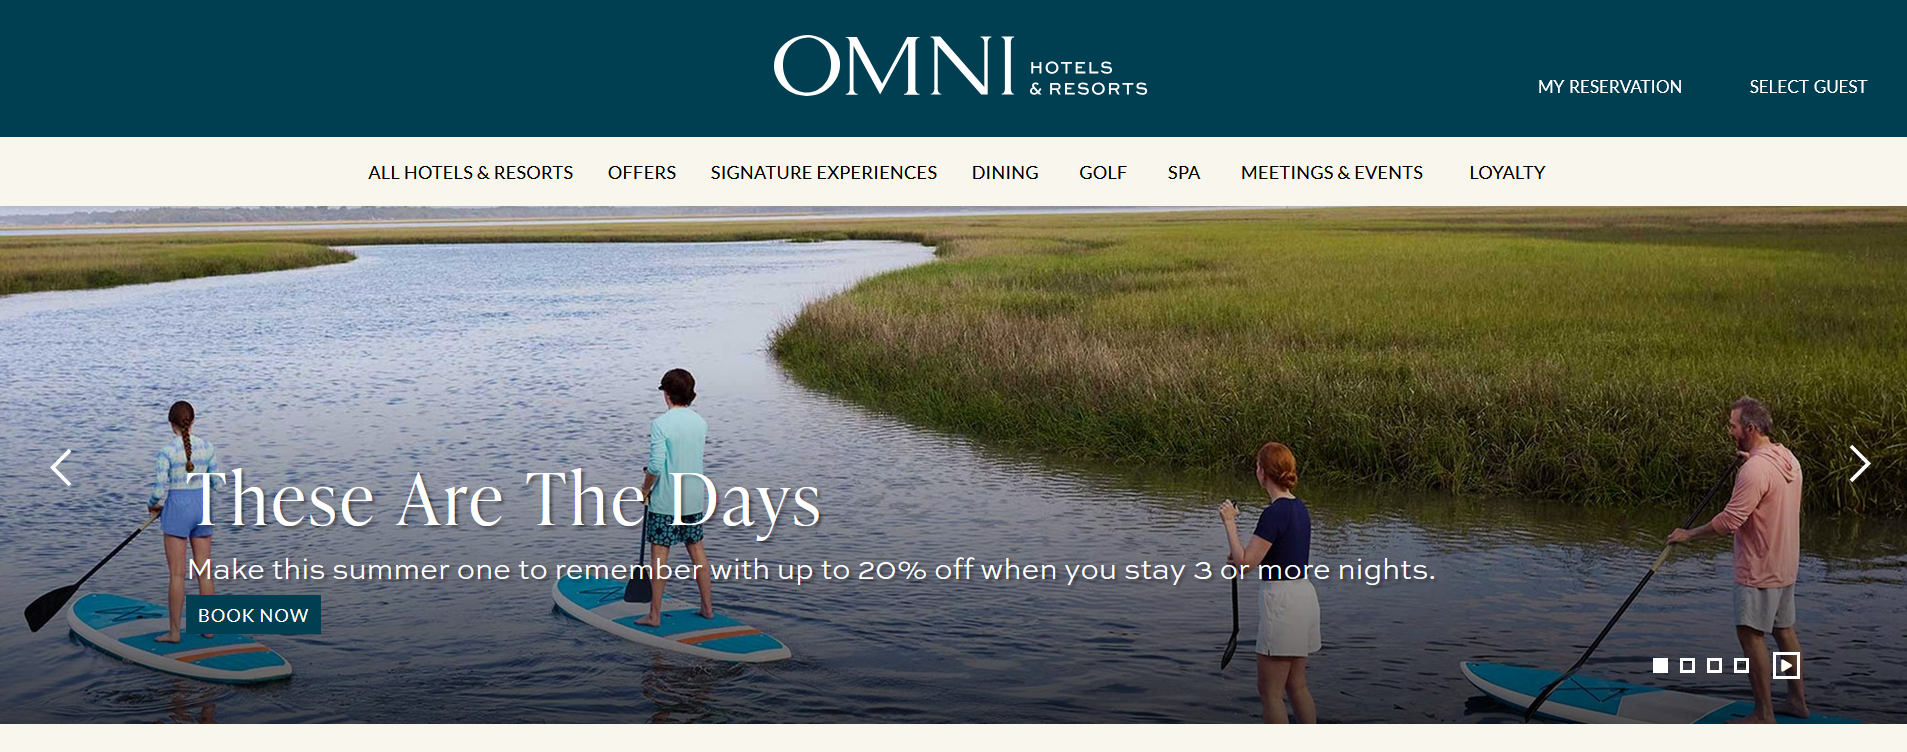 OMNI HOTELS
& RESORTS
MY RESERVATION SELECT GUEST
ALL HOTELS & RESORTS OFFERS SIGNATURE EXPERIENCES DINING GOLF SPA MEETINGS & EVENTS LOYALTY
These Are The Days
Make this summer one to remember with up to 20% off when you stay 3 or more nights.
BOOK NOW